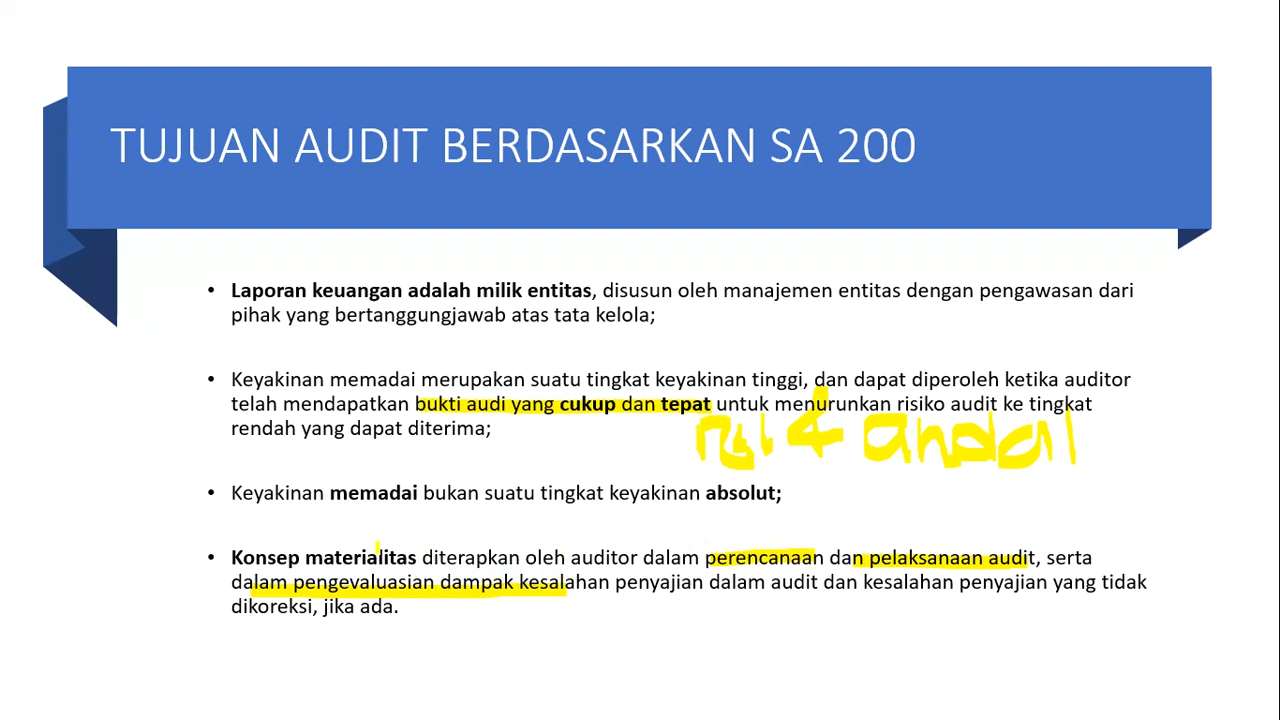 TUJUAN AUDIT BERDASARKAN SA 200
• Laporan keuangan adalah milik entitas, disusun oleh manajemen entitas dengan pengawasan dari
pihak yang bertanggungjawab atas tata kelola;
• Keyakinan memadai merupakan suatu tingkat keyakinan tinggi, dan dapat diperoleh ketika auditor
telah mendapatkan bukti audi yang cukup dan tepat untuk menurunkan risiko audit ke tingkat
rendah yang dapat diterima;
& andal
• Keyakinan memadai bukan suatu tingkat keyakinan absolut;
• Konsep materialitas diterapkan oleh auditor dalam perencanaan dan pelaksanaan audit, serta
dalam pengevaluasian dampak kesalahan penyajian dalam audit dan kesalahan penyajian yang tidak
dikoreksi, jika ada.